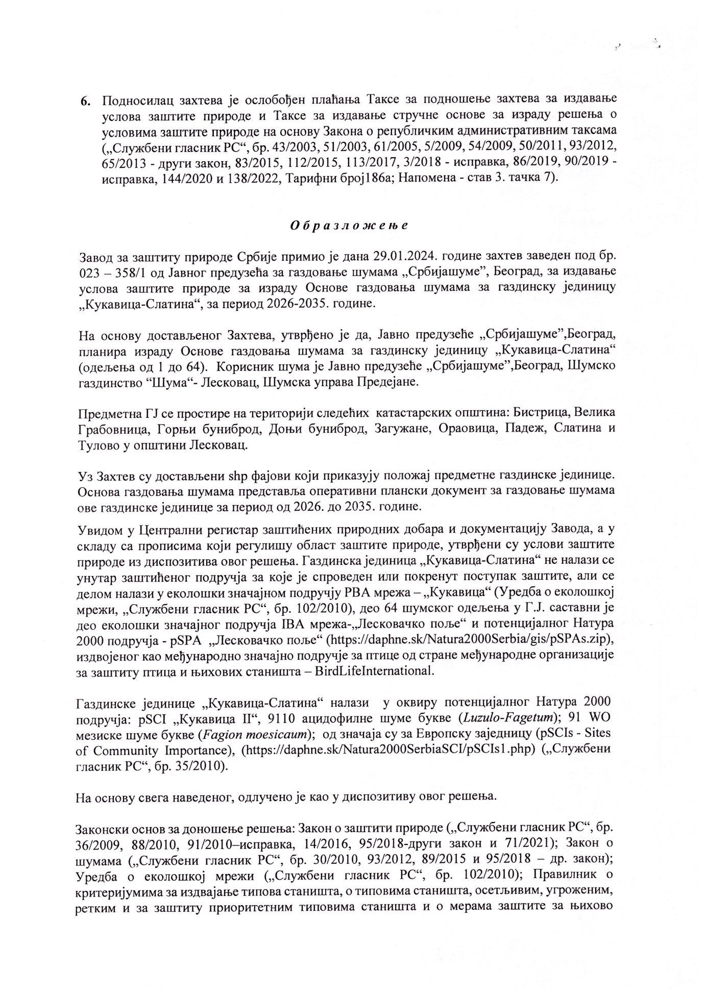 6. Подносилац захтева је ослобођен плаћања Таксе за подношење захтева за издавање
услова заштите природе и Таксе за издавање стручне основе за израду решења о
условима заштите природе на основу Закона о републичким административним таксама
(„Службени гласник РС“, бр. 43/2003, 51/2003, 61/2005, 5/2009, 54/2009, 50/2011, 93/2012,
65/2013 - други закон, 83/2015, 112/2015, 113/2017, 3/2018 - исправка, 86/2019, 90/2019 -
исправка, 144/2020 и 138/2022, Тарифни број186а; Напомена - став 3. тачка 7).
О б р а з л о ж е њ е
Завод за заштиту природе Србије примио је дана 29.01.2024. године захтев заведен под бр.
023 – 358/1 од Јавног предузећа за газдовање шумама „Србијашуме”, Београд, за издавање
услова заштите природе за израду Основе газдовања шумама за газдинску јединицу
„Кукавица-Слатина“, за период 2026-2035. године.
На основу достављеног Захтева, утврђено је да, Јавно предузеће „Србијашуме”,Београд,
планира израду Основе газдовања шумама за газдинску јединицу „Кукавица-Слатина“
(одељења од 1 до 64). Корисник шума је Јавно предузеће „Србијашуме”,Београд, Шумско
газдинство “Шума“- Лесковац, Шумска управа Предејане.
Предметна ГЈ се простире на територији следећих катастарских општина: Бистрица, Велика
Грабовница, Горњи буниброд, Доњи буниброд, Загужане, Ораовица, Падеж, Слатина и
Тулово у општини Лесковац.
Уз Захтев су достављени shp фајови који приказују положај предметне газдинске јединице.
Основа газдовања шумама представља оперативни плански документ за газдовање шумама
ове газдинске јединице за период од 2026. до 2035. године.
Увидом у Централни регистар заштићених природних добара и документацију Завода, а у
складу са прописима који регулишу област заштите природе, утврђени су услови заштите
природе из диспозитива овог решења. Газдинска јединица „Кукавица-Слатина“ не налази се
унутар заштићеног подручја за које је спроведен или покренут поступак заштите, али се
делом налази у еколошки значајном подручју РВА мрежа – „Кукавица“ (Уредба о еколошкој
мрежи, „Службени гласник РС“, бр. 102/2010), део 64 шумског одељења у Г.Ј. саставни је
део еколошки значајног подручја IBA мрежа-„Лесковачко поље“ и потенцијалног Натура
2000 подручја - pSPA „Лесковачко поље“ (https://daphne.sk/Natura2000Serbia/gis/pSPAs.zip),
издвојеног као међународно значајно подручје за птице од стране међународне организације
за заштиту птица и њихових станишта – BirdLifeInternational.
Газдинске јединице „Кукавица-Слатина“ налази у оквиру потенцијалног Натура 2000
подручја: pSCI „Кукавица II“, 9110 ацидофилне шуме букве (Luzulo-Fagetum); 91 WO
мезиске шуме букве (Fagion moesicaum); од значаја су за Европску заједницу (pSCIs - Sites
of Community Importance), (https://daphne.sk/Natura2000SerbiaSCI/pSCIs1.php) („Службени
гласник РС“, бр. 35/2010).
На основу свега наведеног, одлучено је као у диспозитиву овог решења.
Законски основ за доношење решења: Закон о заштити природе („Службени гласник РС“, бр.
36/2009, 88/2010, 91/2010–исправка, 14/2016, 95/2018-други закон и 71/2021); Закон о
шумама („Службени гласник РС“, бр. 30/2010, 93/2012, 89/2015 и 95/2018 – др. закон);
Уредба о еколошкој мрежи („Службени гласник РС“, бр. 102/2010); Правилник о
критеријумима за издвајање типова станишта, о типовима станишта, осетљивим, угроженим,
ретким и за заштиту приоритетним типовима станишта и о мерама заштите за њихово